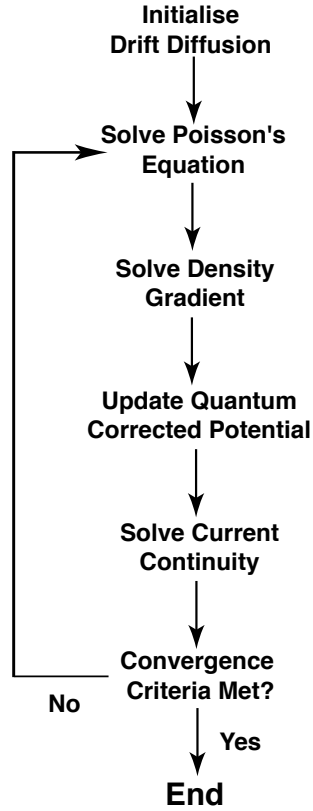 Initialise
Drift Diffusion
Solve Poisson's
Equation
Solve Density
Gradient
Update Quantum
Corrected Potential
Solve Current
Continuity
Convergence
Criteria Met?
No
Yes
End